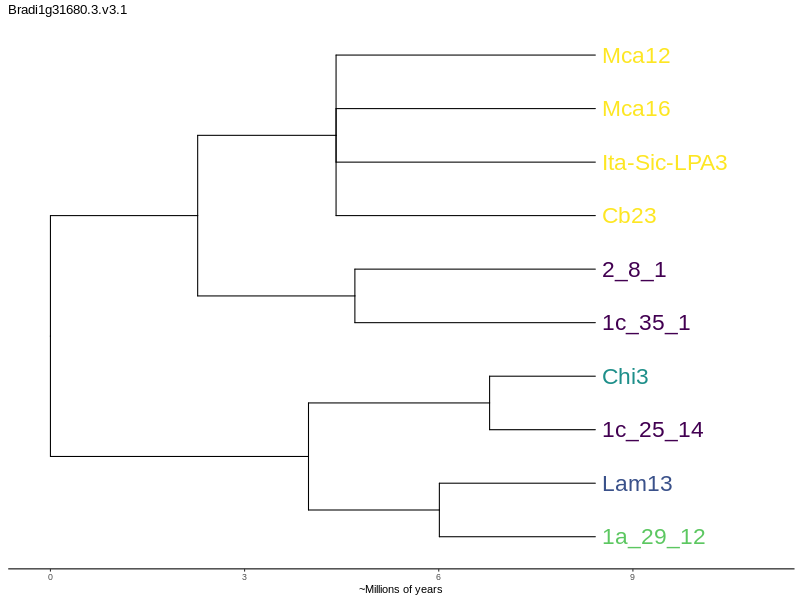 Bradi1g31680.3.v3.1
Mca12
Mca16
Ita-Sic-LPA3
Cb23
2_8_1
1c_35_1
Chi3
1c_25_14
Lam13
1a_29_12
0 3 6 9
~Millions of years